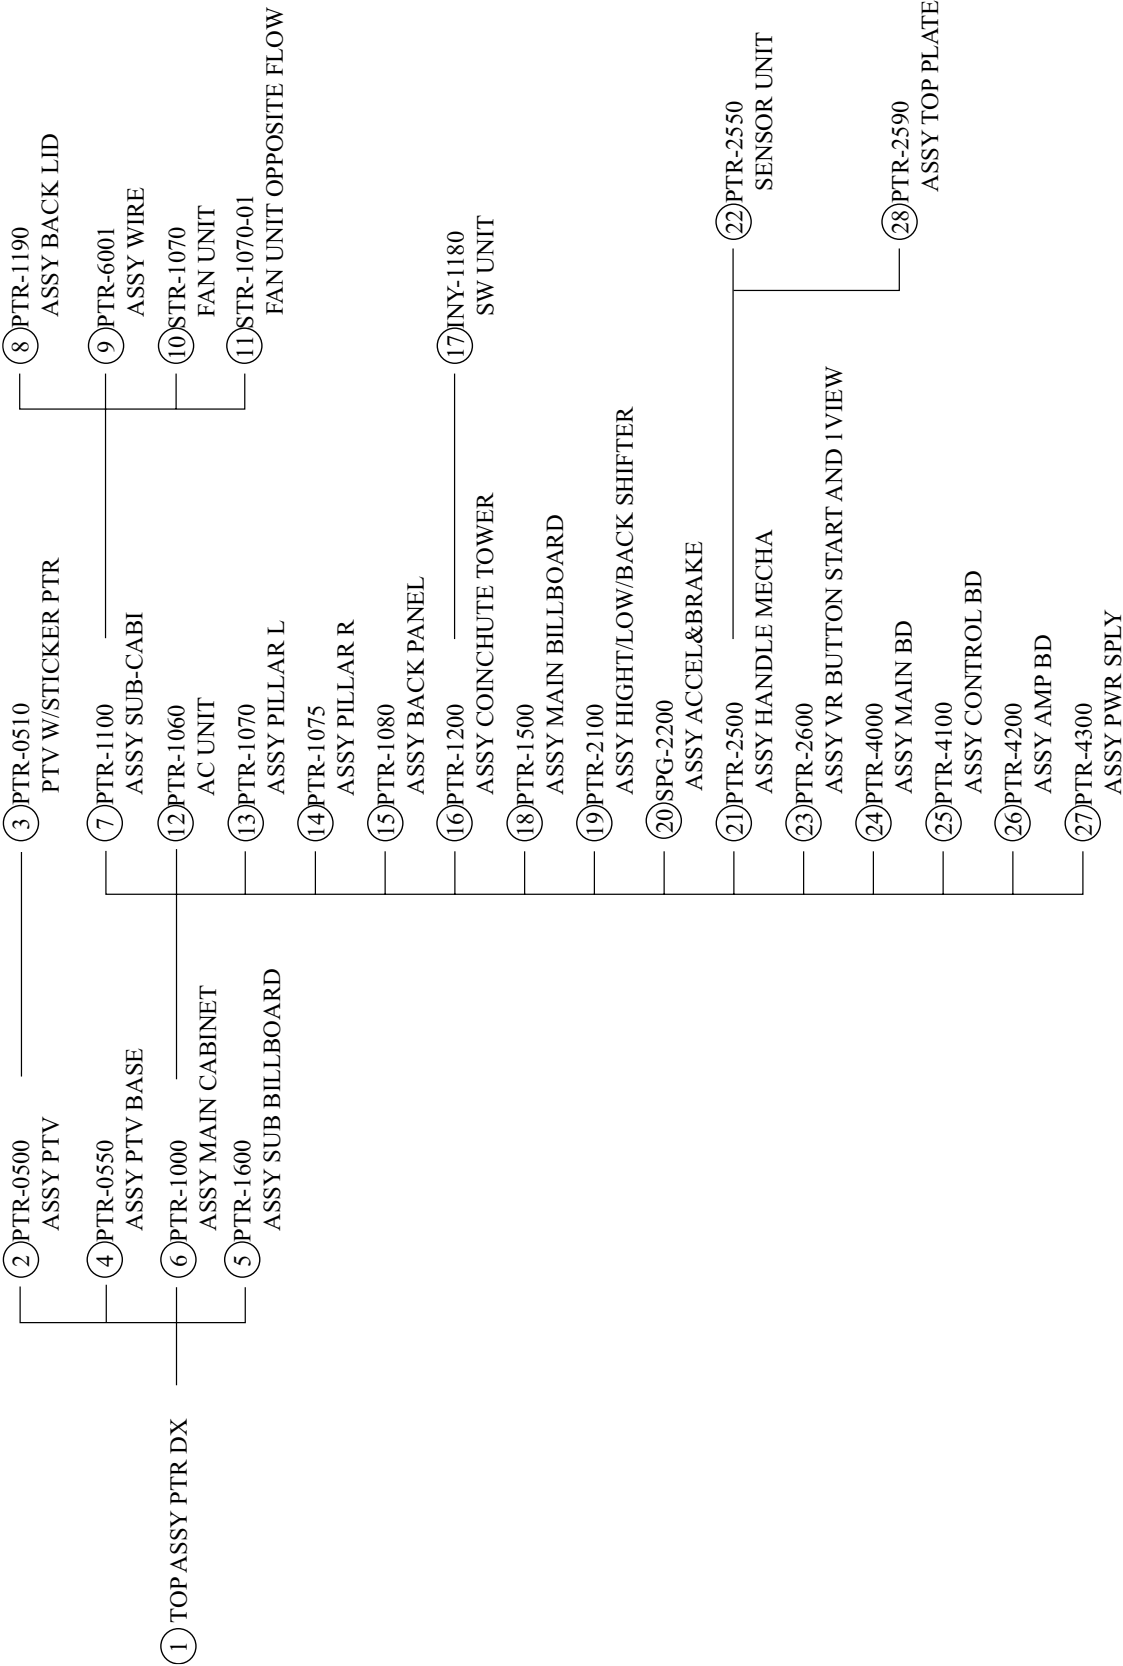 1 TOP ASSY PTR DX
2 PTR-0500
ASSY PTV
4 PTR-0550
ASSY PTV BASE
6 PTR-1000
ASSY MAIN CABINET
5 PTR-1600
ASSY SUB BILLBOARD
3 PTR-0510
PTV W/STICKER PTR
7 PTR-1100
ASSY SUB-CABI
12 PTR-1060
AC UNIT
13 PTR-1070
ASSY PILLAR L
14 PTR-1075
ASSY PILLAR R
15 PTR-1080
ASSY BACK PANEL
16 PTR-1200
ASSY COINCHUTE TOWER
18 PTR-1500
ASSY MAIN BILLBOARD
19 PTR-2100
ASSY HIGHT/LOW/BACK SHIFTER
20 SPG-2200
ASSY ACCEL&BRAKE
21 PTR-2500
ASSY HANDLE MECHA
23 PTR-2600
ASSY VR BUTTON START AND 1VIEW
24 PTR-4000
ASSY MAIN BD
25 PTR-4100
ASSY CONTROL BD
26 PTR-4200
ASSY AMP BD
27 PTR-4300
ASSY PWR SPLY
8 PTR-1190
ASSY BACK LID
9 PTR-6001
ASSY WIRE
10 STR-1070
FAN UNIT
11 STR-1070-01
FAN UNIT OPPOSITE FLOW
17 INY-1180
SW UNIT
22 PTR-2550
SENSOR UNIT
28 PTR-2590
ASSY TOP PLATE